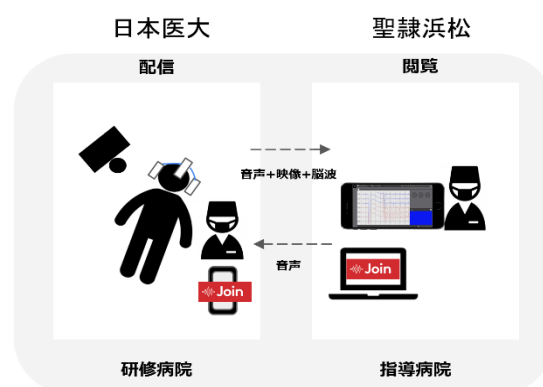 日本医大
聖隷浜松
配信
閲覧
音声+映像+脳波
音声
Join
Join
研修病院
指導病院